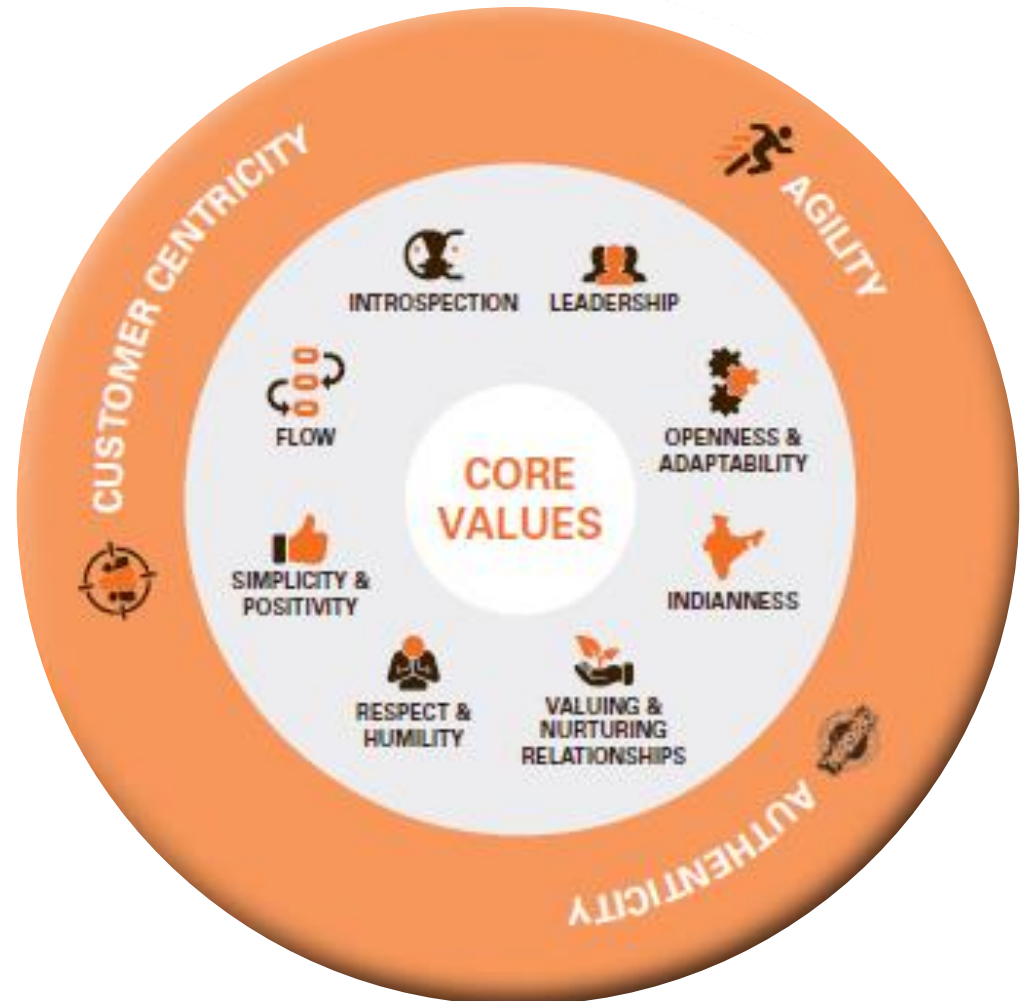 CUSTOMER CENTRICITY
AGILITY
INTROSPECTION
LEADERSHIP
FLOW
OPENNESS &
ADAPTABILITY
CORE
VALUES
SIMPLICITY &
POSITIVITY
INDIANNESS
RESPECT &
HUMILITY
VALUING &
NURTURING
RELATIONSHIPS
AUTHENTICITY